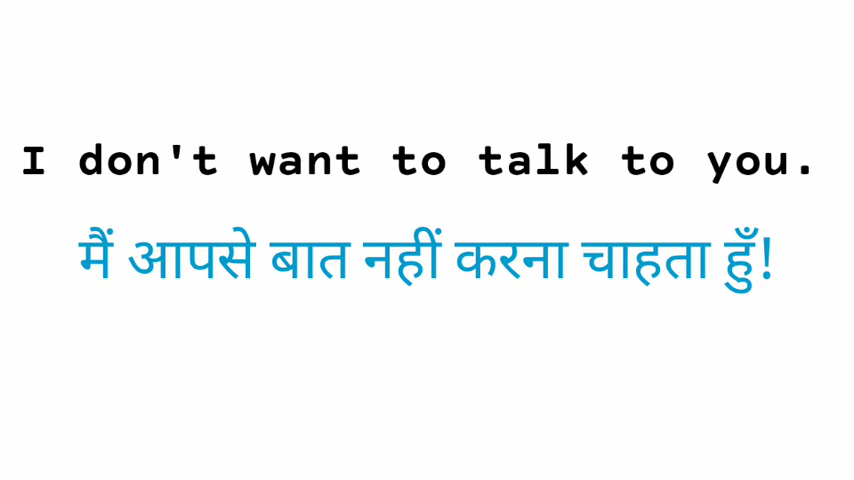 I don't want to talk to you.
मैं आपसे बात नहीं करना चाहता हुँ!